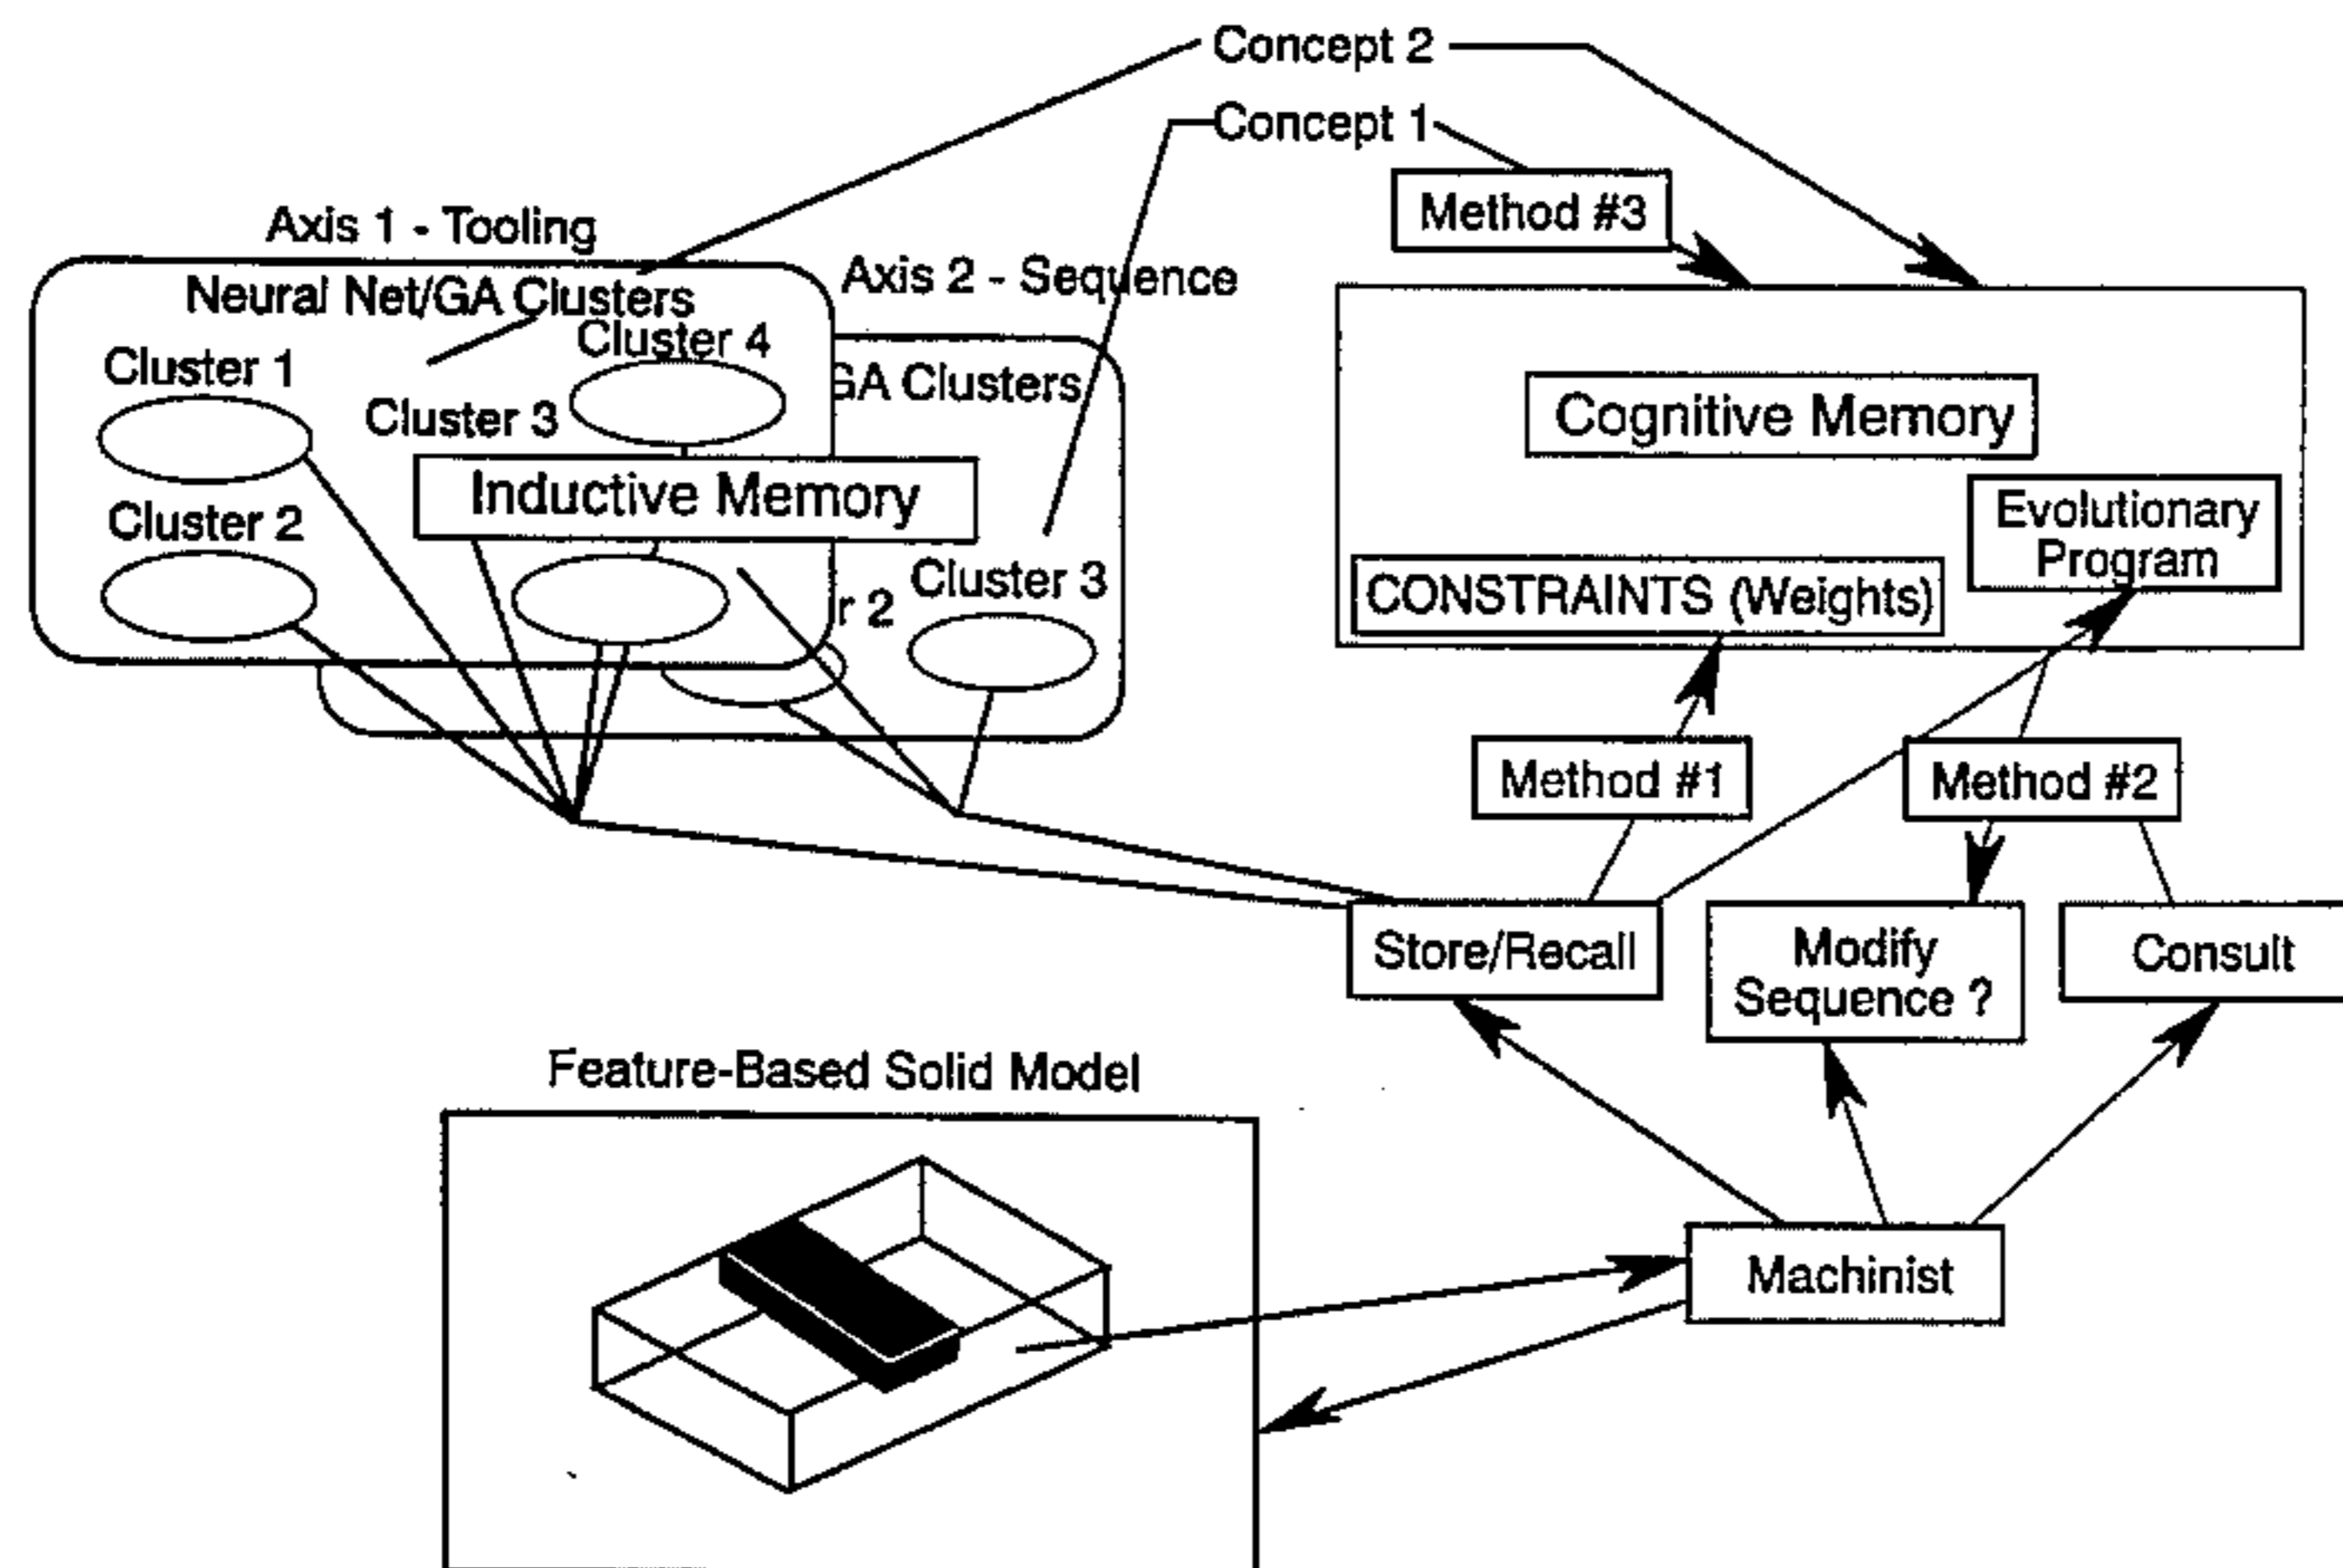 Concept 2
Concept 1
Method #3
Axis 1 - Tooling
Axis 2 - Sequence
Neural Net/GA Clusters
Cluster 4
Cluster 1
GA Clusters
Cluster 3
Cognitive Memory
Inductive Memory
Evolutionary
Program
Cluster 2
Cluster 3
CONSTRAINTS (Weights)
r 2
Method #1
Method #2
Store/Recall
Modify
Sequence ?
Consult
Feature-Based Solid Model
Machinist